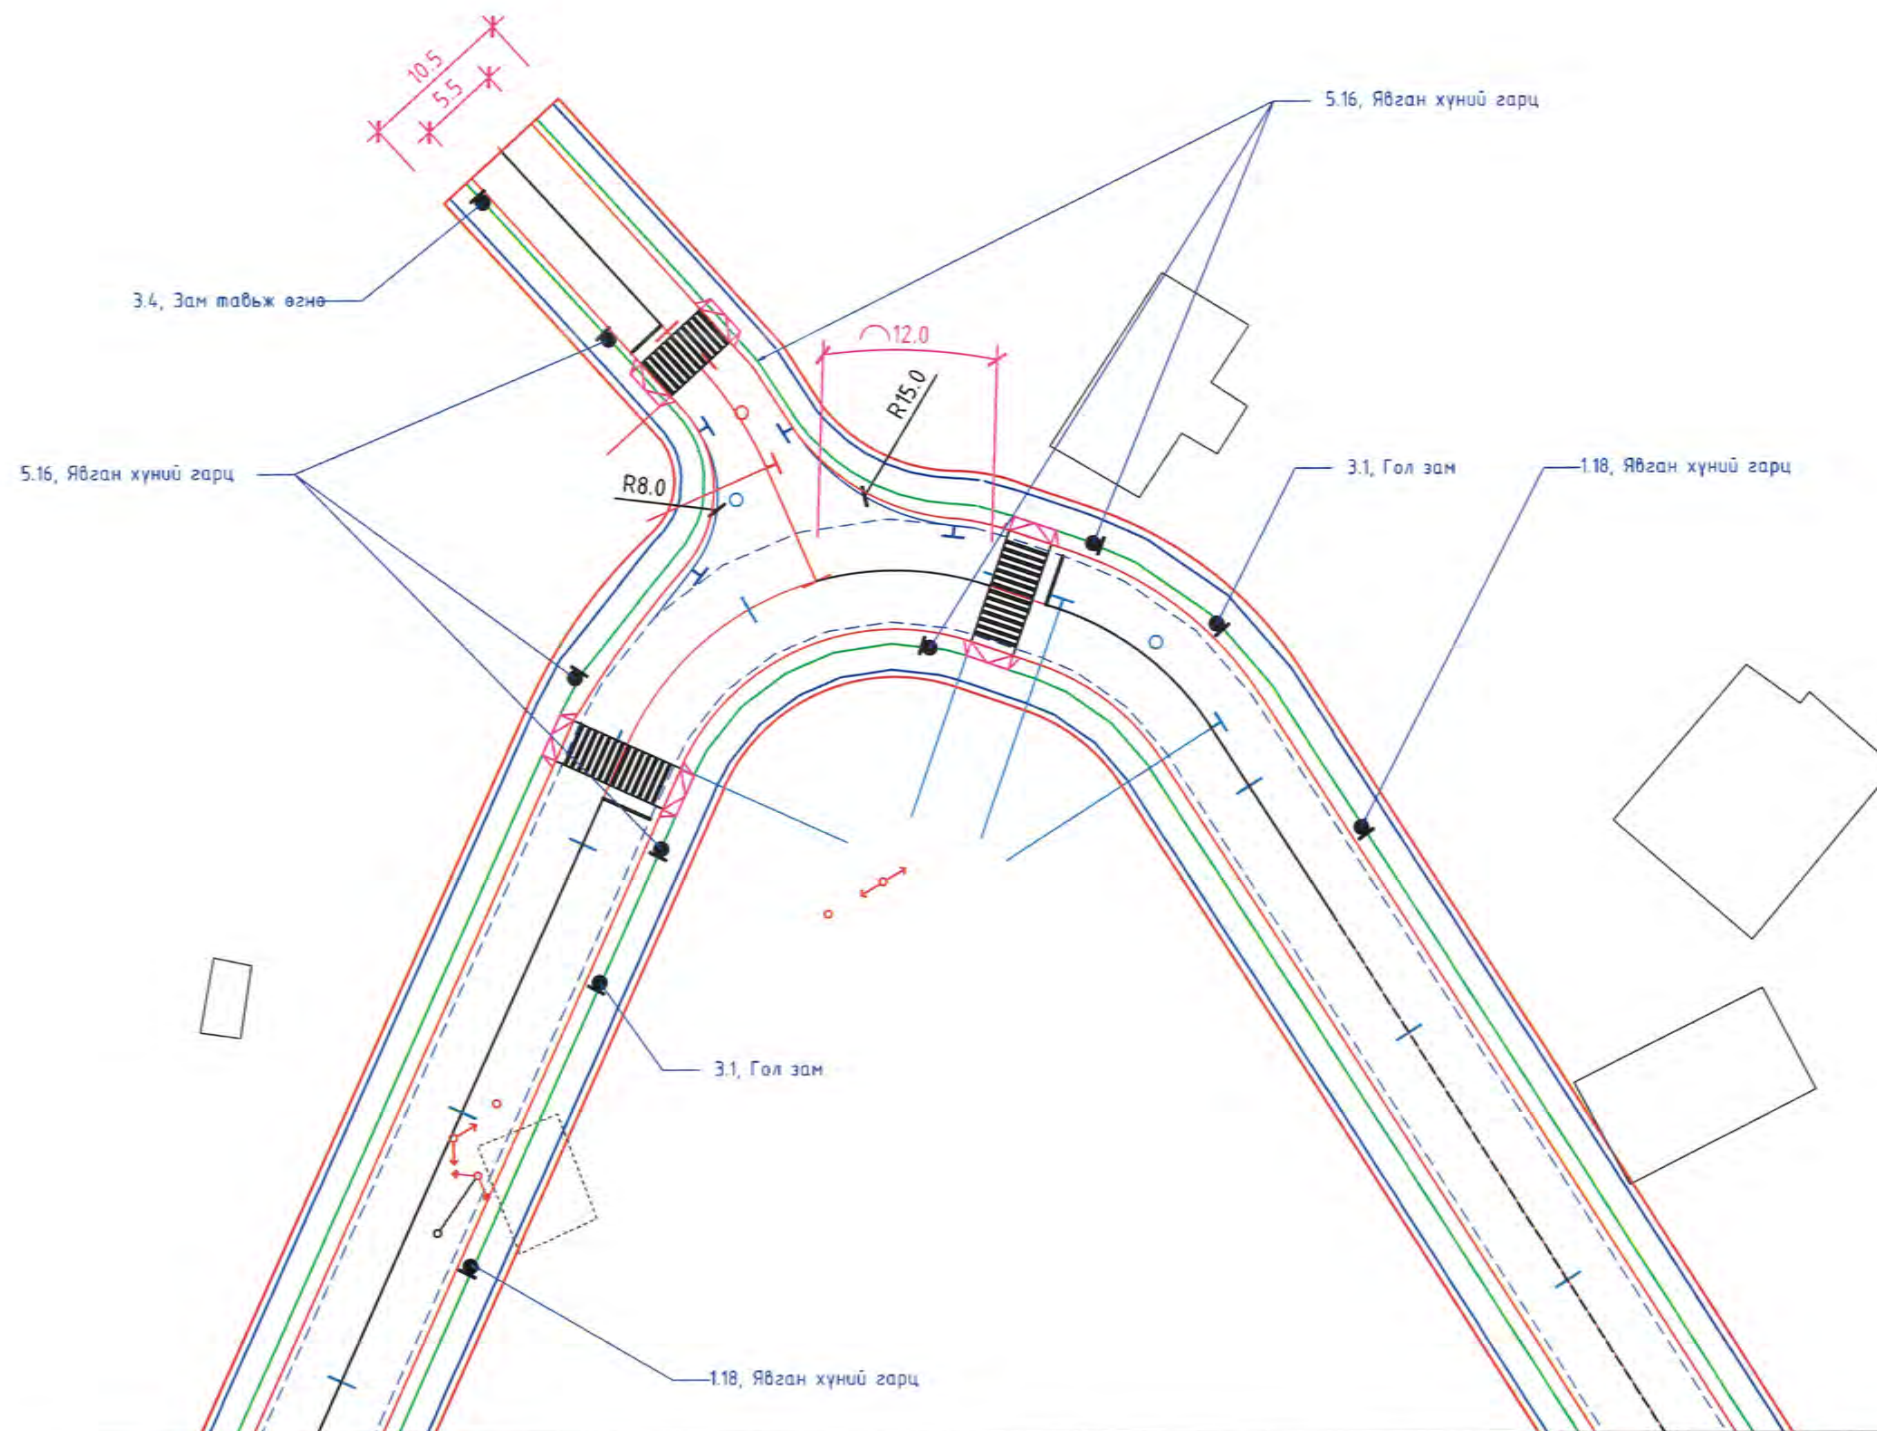 10.5
5.5
5.16, Явган хүний гарц
3.4, Зам тавьж өгнө
12.0
R15.0
5.16, Явган хүний гарц
R8.0
3.1, Гол зам
1.18, Явган хүний гарц
3.1, Гол зам
1.18, Явган хүний гарц